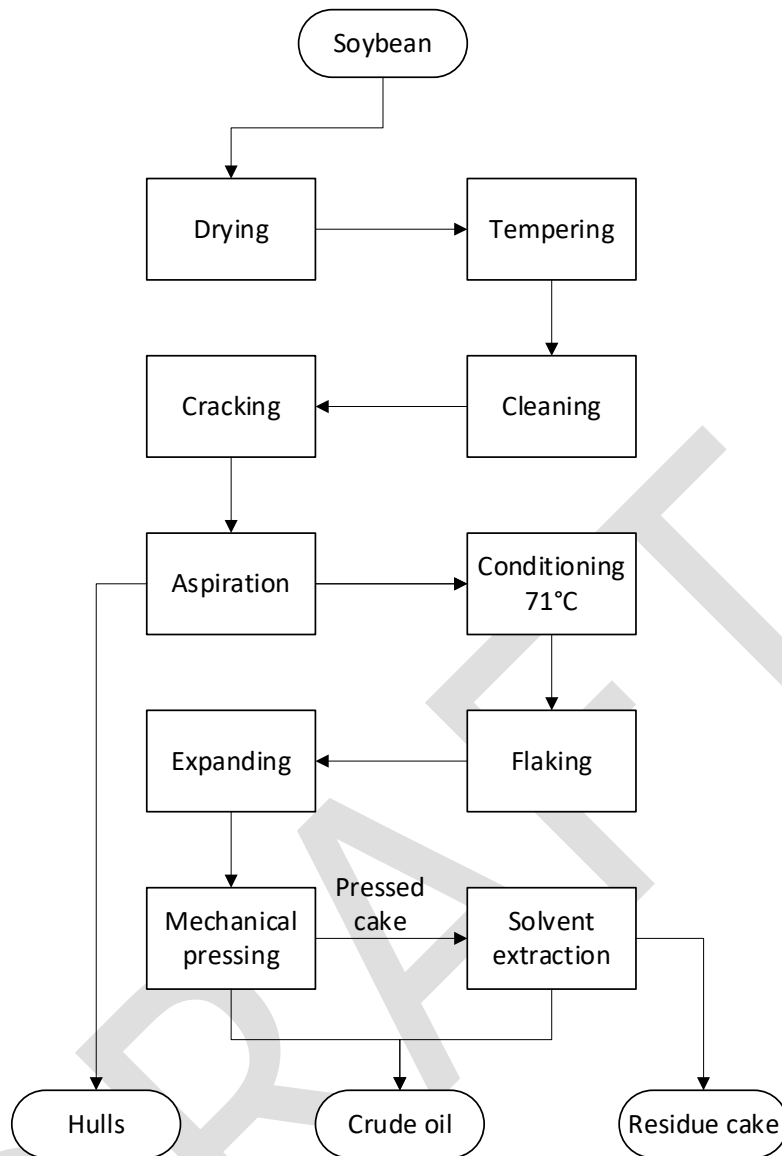 Soybean
Drying
Tempering
Cracking
Cleaning
Aspiration
Conditioning
71°C
Expanding
Flaking
Mechanical
pressing
Pressed
cake
Solvent
extraction
Hulls
Crude oil
Residue cake
DRAFT